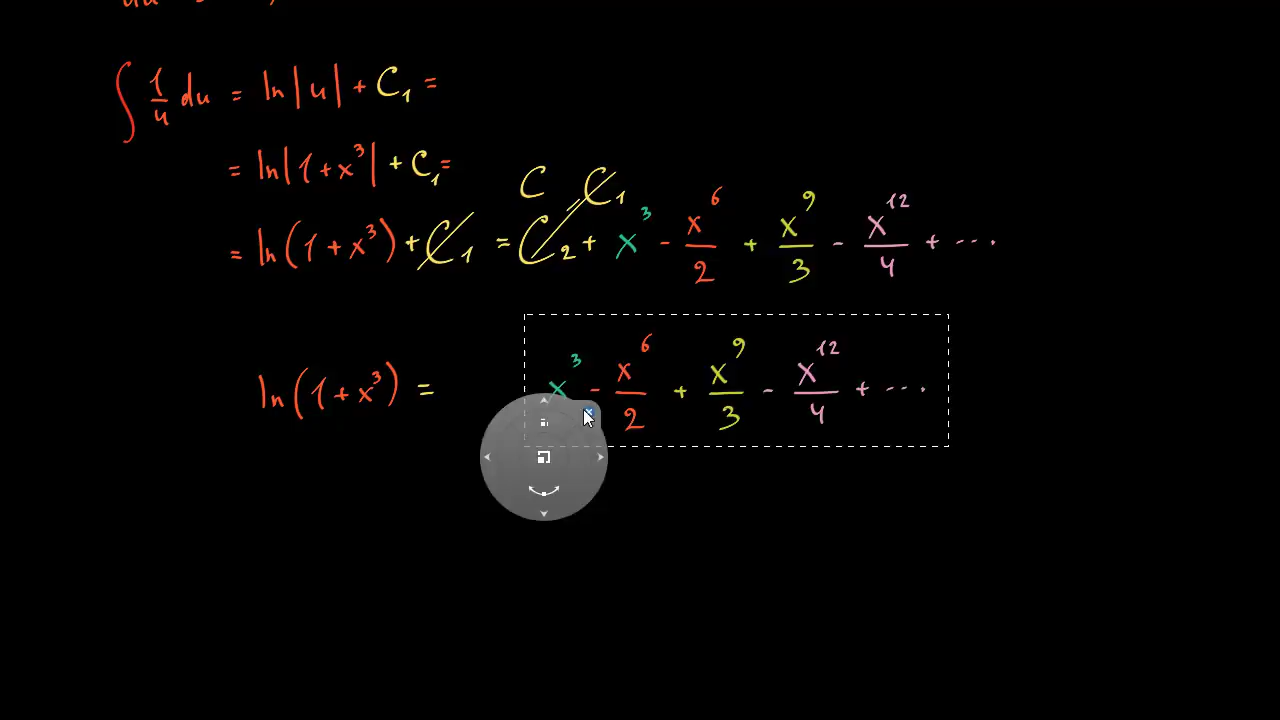 ∫ 1/u du = ln|u| + C₁ =
= ln|1+x³| + C₁ =
C C₁
= ln(1+x³) + C₁ = C₂ + x³ - x⁶/2 + x⁹/3 - x¹²/4 + ...
ln(1+x³) = x³ - x⁶/2 + x⁹/3 - x¹²/4 + ...